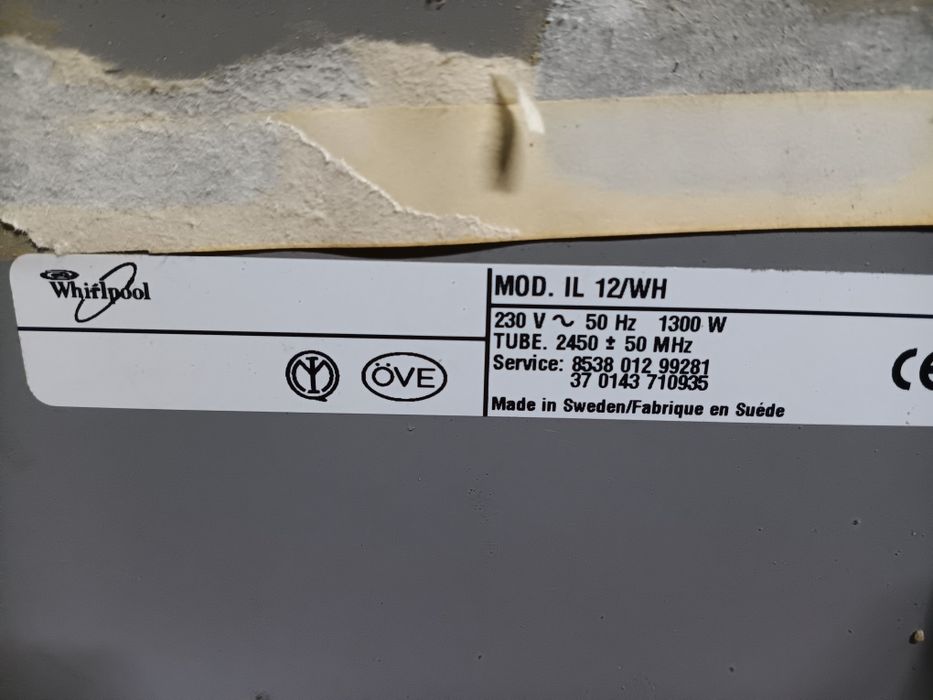 Whirlpool
MOD. IL 12/WH
230 V ~ 50 Hz 1300 W
TUBE. 2450 ± 50 MHz
Service: 8538 012 99281
37 0143 710935
ÖVE
CE
Made in Sweden/Fabrique en Suéde